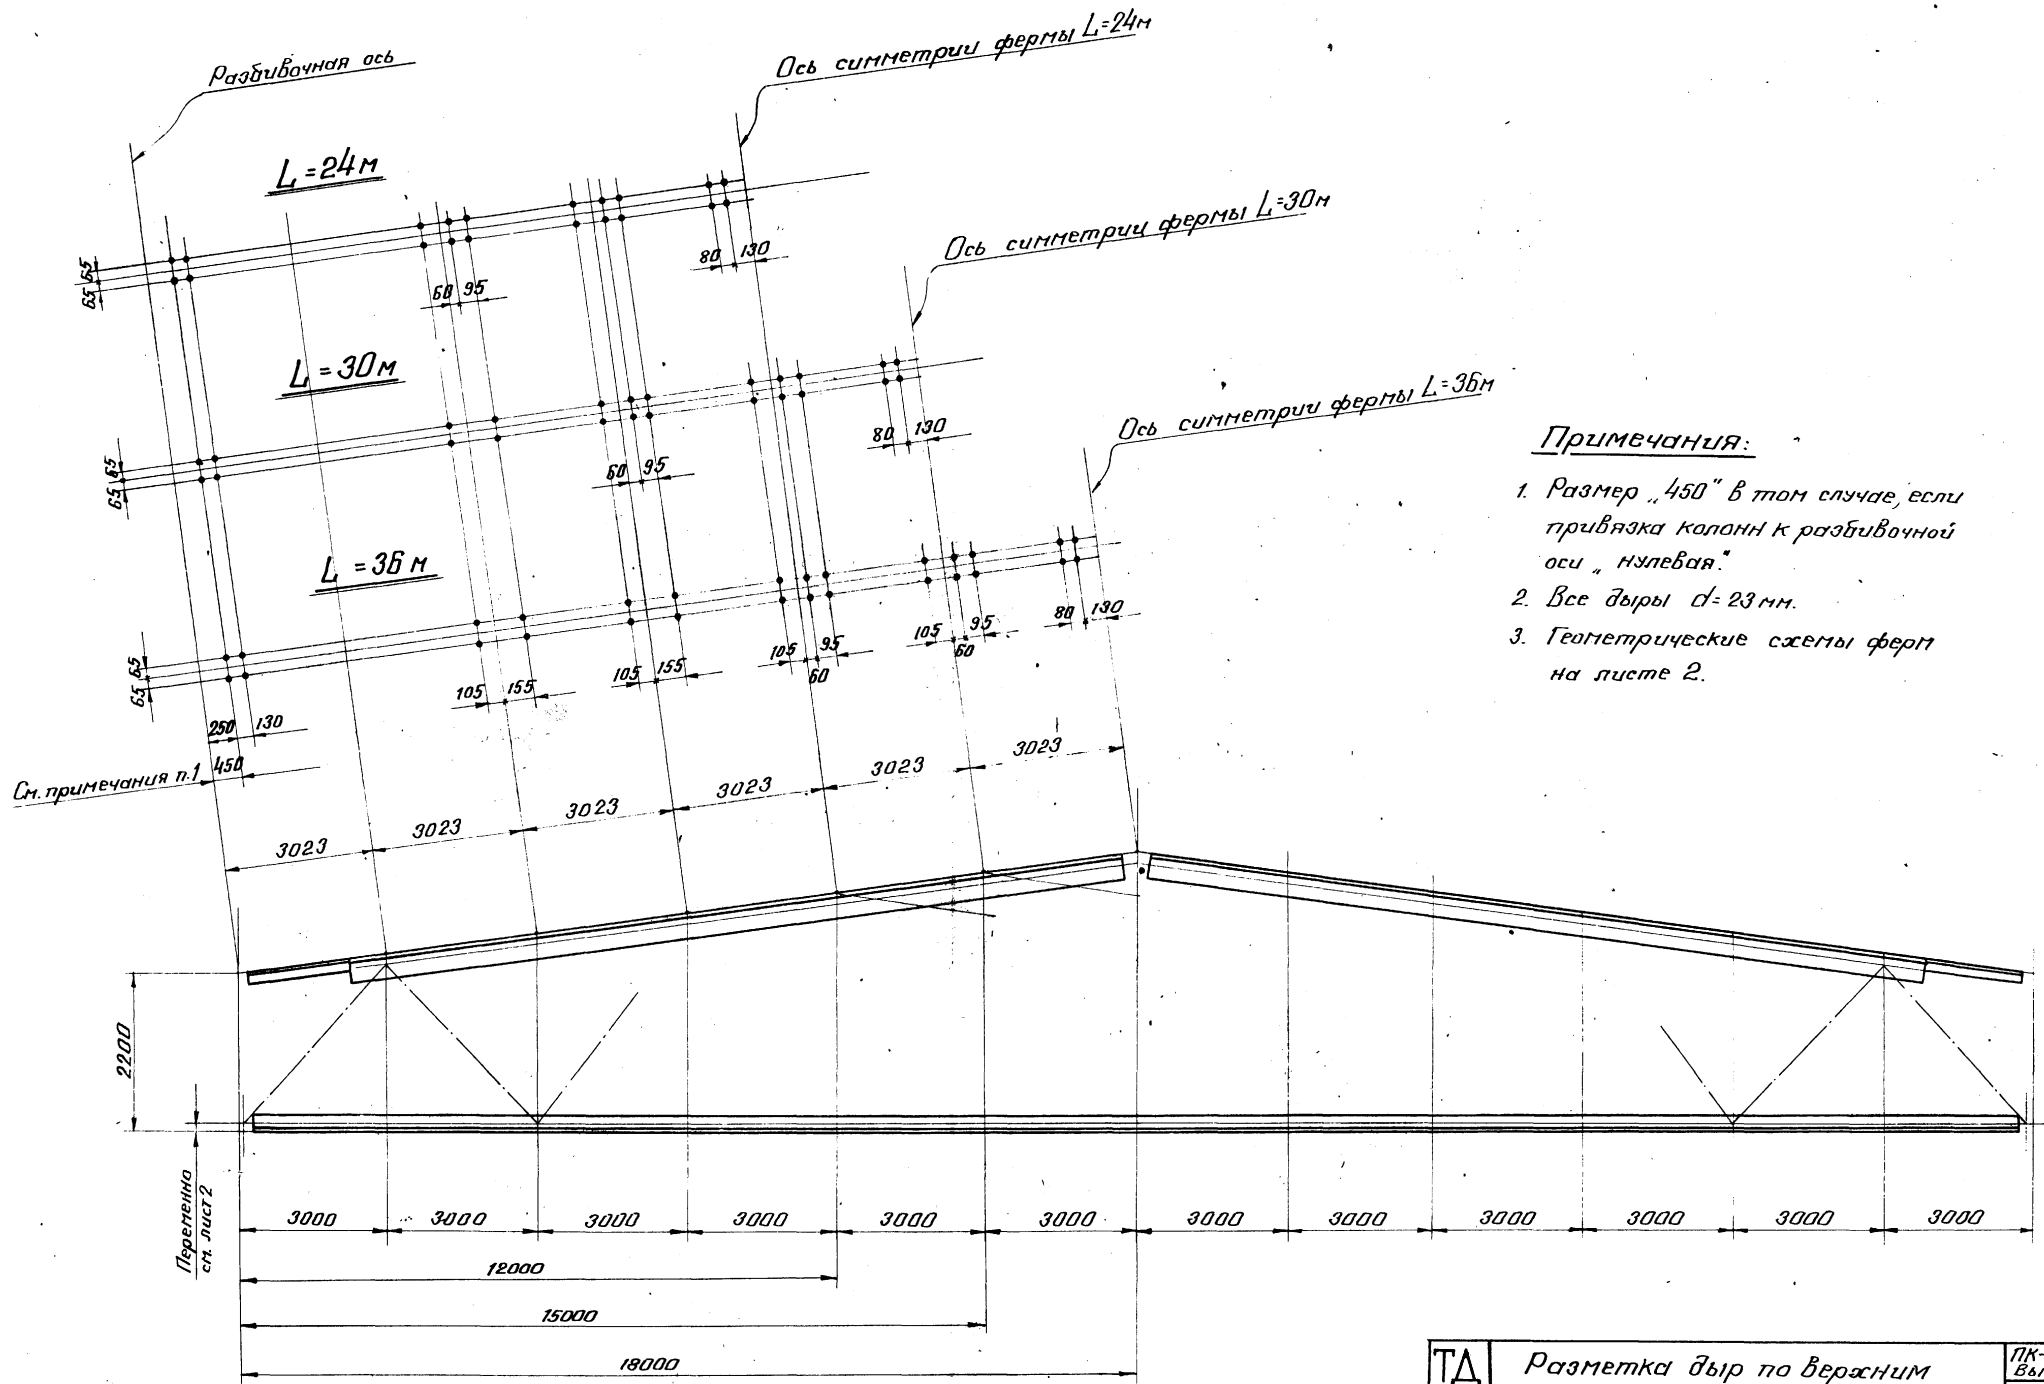 Разбивочная ось
Ось симметрии фермы L=24м
L=24м
65
65
60 95
80 130
Ось симметрии фермы L=30м
L=30м
65
65
60 95
80 130
Ось симметрии фермы L=36м
L=36м
65
65
105 155
105 155
105 95
60
105 95
60
80 130
250 130
См. примечания п.1 450
Примечания:
1. Размер „450" в том случае, если
привязка колонн к разбивочной
оси „нулевая."
2. Все дыры d=23мм.
3. Геометрические схемы ферм
на листе 2.
3023 3023 3023 3023 3023 3023
2200
Переменно
см. лист 2
3000 3000 3000 3000 3000 3000 3000 3000 3000 3000 3000 3000
12000
15000
18000
ТД
Разметка дыр по верхним
ПК-
Вы